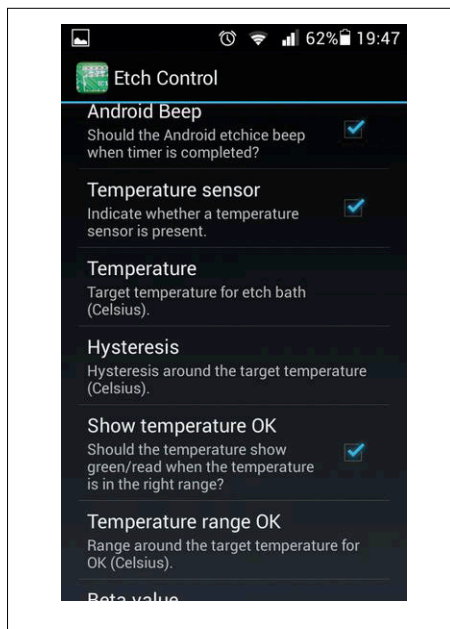 62% 19:47
Etch Control
Android Beep
Should the Android etchice beep
when timer is completed?
Temperature sensor
Indicate whether a temperature
sensor is present.
Temperature
Target temperature for etch bath
(Celsius).
Hysteresis
Hysteresis around the target temperature
(Celsius).
Show temperature OK
Should the temperature show
green/read when the temperature
is in the right range?
Temperature range OK
Range around the target temperature for
OK (Celsius).
Beta value